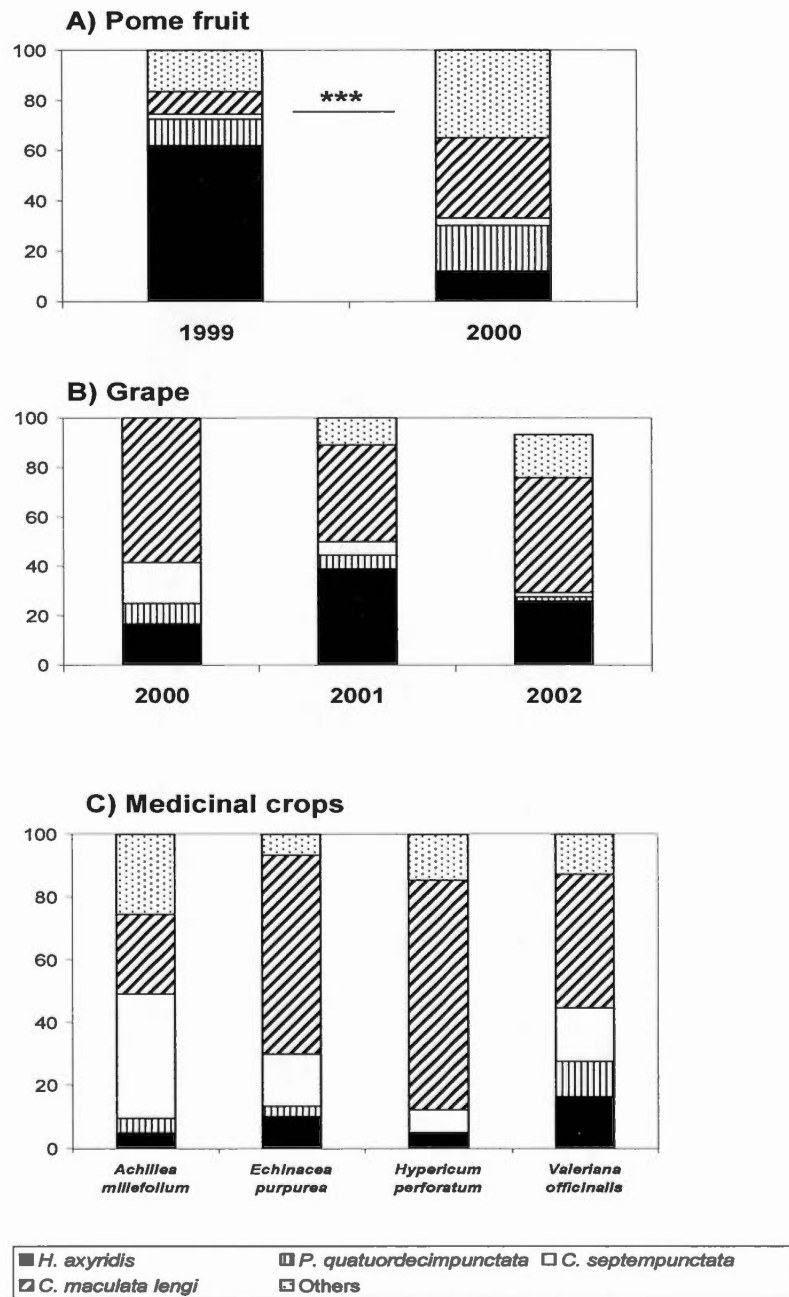 A) Pome fruit
100
80
60
40
20
0
***
1999 2000
B) Grape
100
80
60
40
20
0
2000 2001 2002
C) Medicinal crops
100
80
60
40
20
0
Achillea Echinacea Hypericum Valeriana
millefolium purpurea perforatum officinalis
H. axyridis P. quatuordecimpunctata C. septempunctata
C. maculata lengi Others